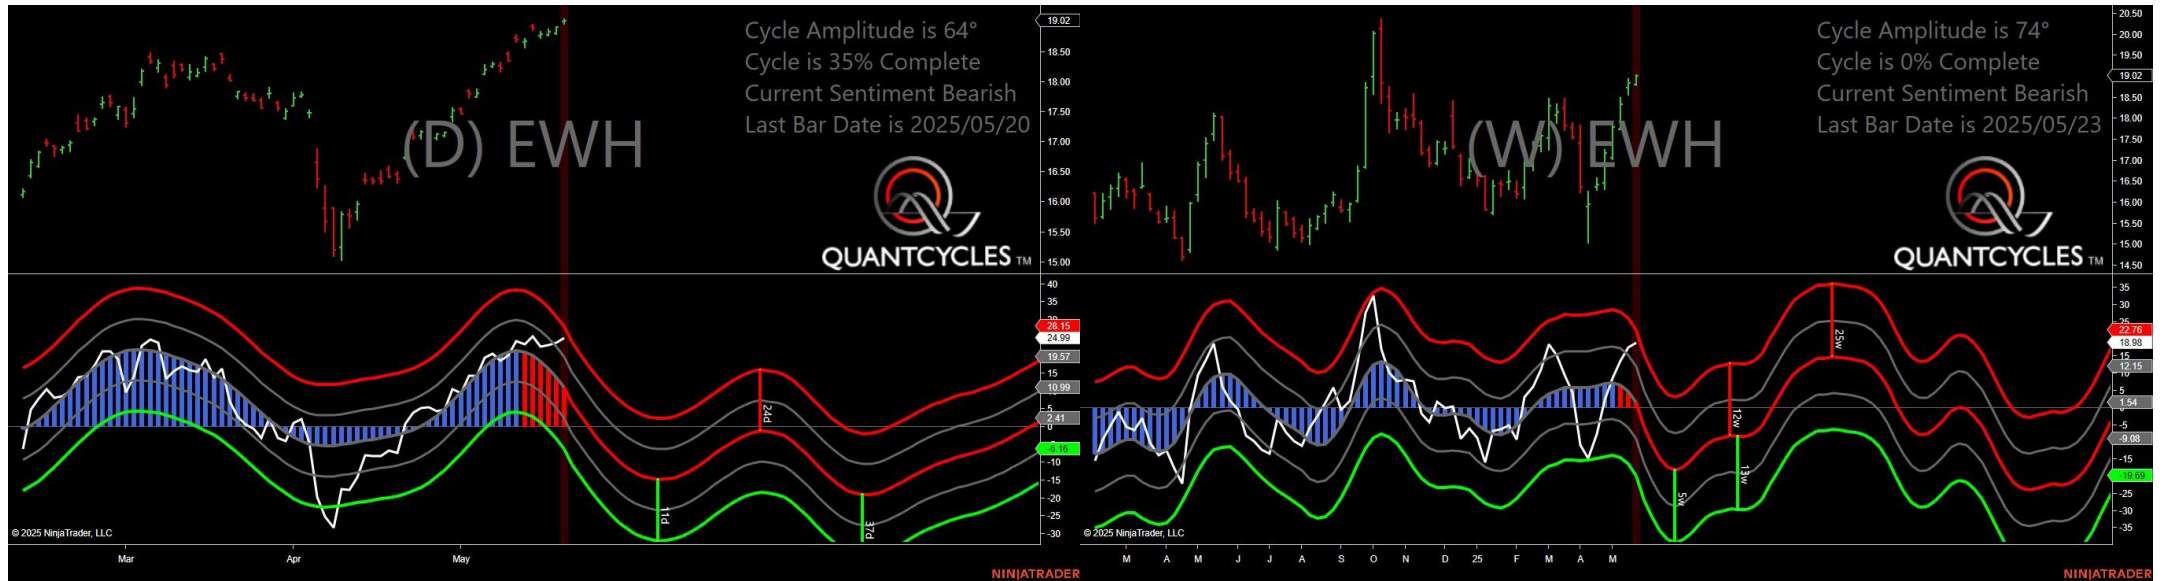 Cycle Amplitude is 64°
Cycle is 35% Complete
Current Sentiment Bearish
Last Bar Date is 2025/05/20
(D) EWH
QUANTCYCLES TM
19.02
18.50
18.00
17.50
17.00
16.50
16.00
15.50
15.00
40
35
28.15
24.99
19.57
15
10.99
5
2.41
0
-6.16
-10
-15
-20
-25
-30
11d
24d
37d
© 2025 NinjaTrader, LLC
Mar Apr May
NINJATRADER
Cycle Amplitude is 74°
Cycle is 0% Complete
Current Sentiment Bearish
Last Bar Date is 2025/05/23
(W) EWH
QUANTCYCLES TM
20.50
20.00
19.50
19.02
18.50
18.00
17.50
17.00
16.50
16.00
15.50
15.00
14.50
35
30
25
22.76
18.98
15
12.15
5
1.54
-5
-9.08
-15
-19.69
-25
-30
-35
5w
12w
13w
25w
© 2025 NinjaTrader, LLC
M A M J J A S O N D 25 F M A M
NINJATRADER